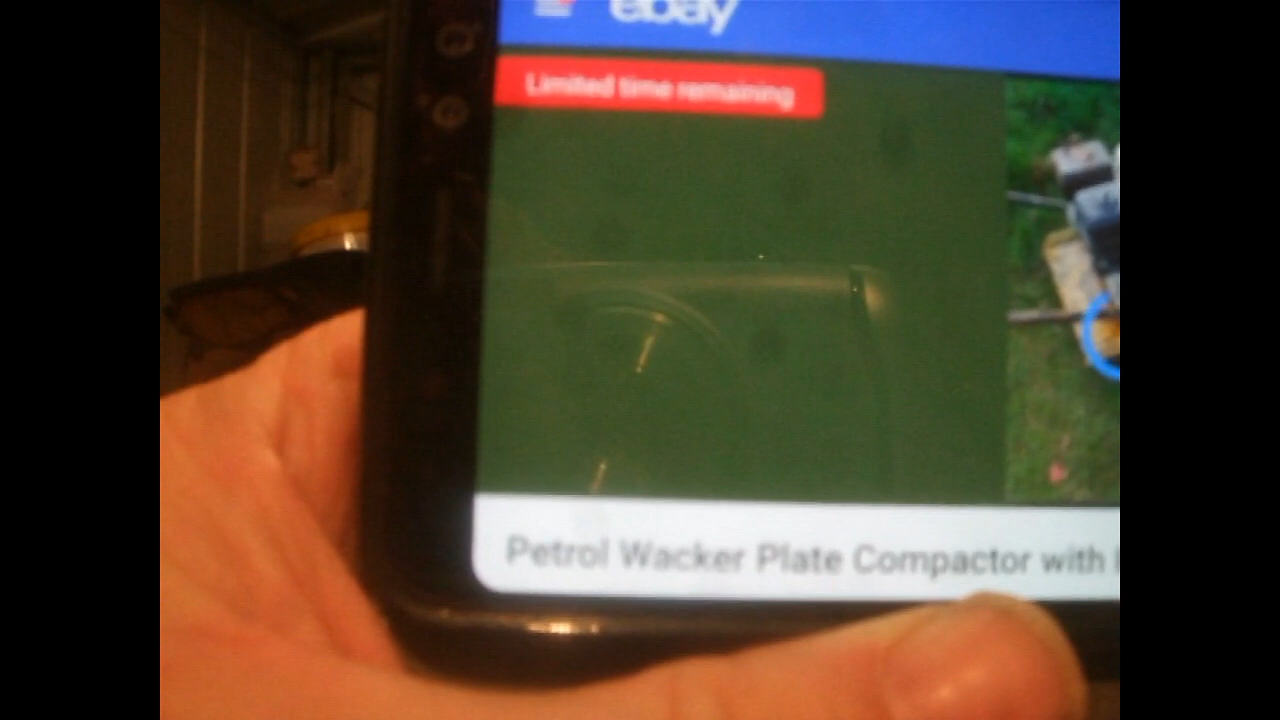 ebay
Limited time remaining
Petrol Wacker Plate Compactor with